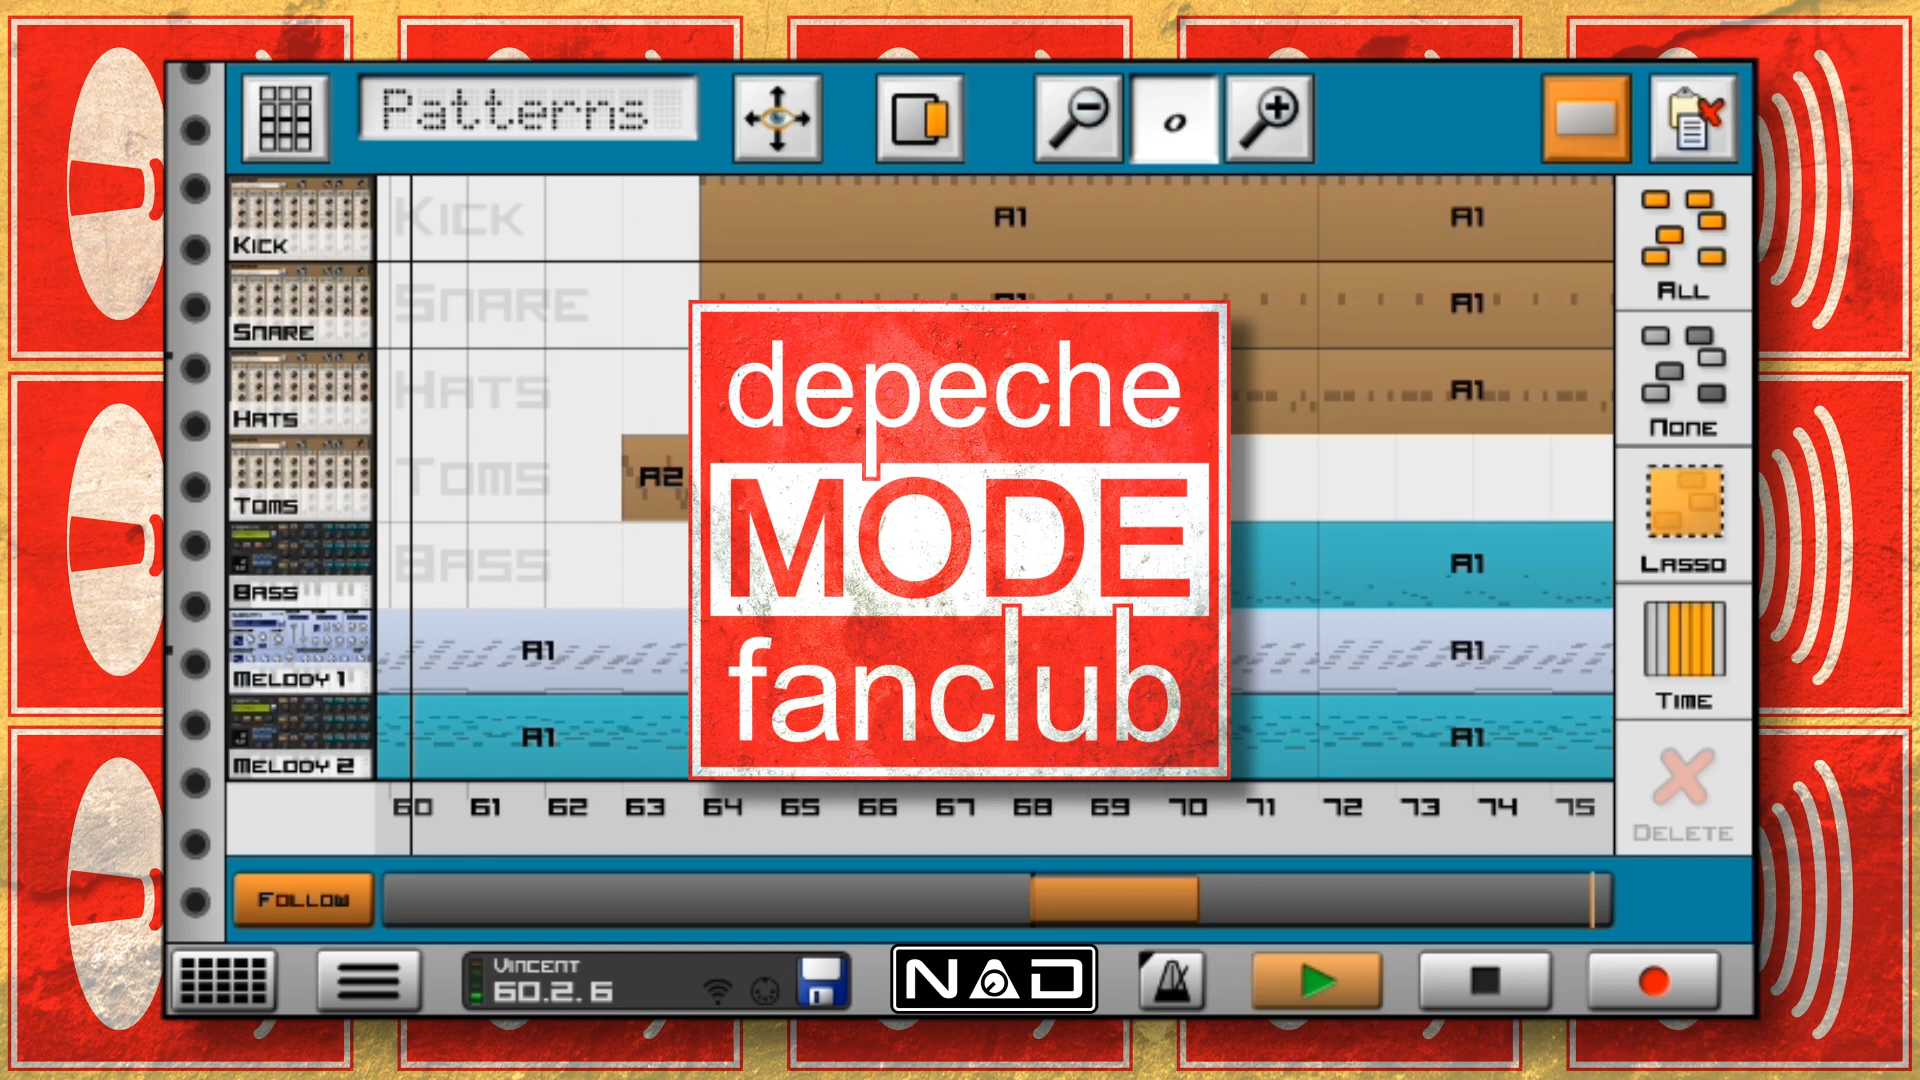 Patterns
o
Kick
Kick
A1
A1
All
Snare
Snare
A1
A1
Hats
Hats
A1
None
Toms
Toms
A2
Bass
Bass
A1
Lasso
Melody 1
A1
A1
Time
Melody 2
A1
A1
depeche
MODE
fanclub
60 61 62 63 64 65 66 67 68 69 70 71 72 73 74 75
Delete
Follow
Vincent
60.2.6
NAD